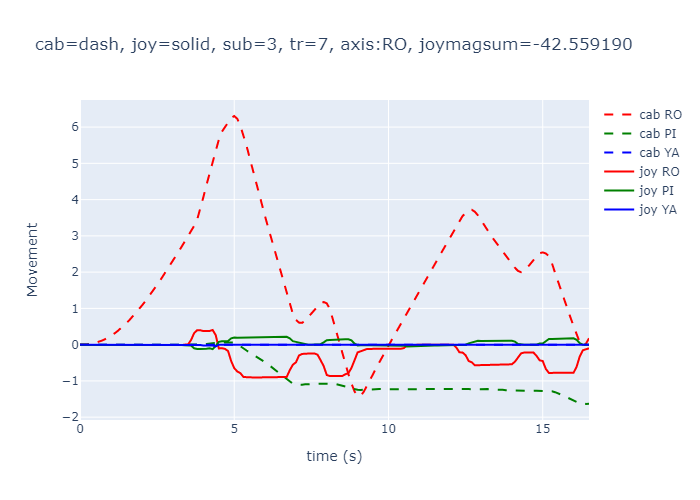 cab=dash, joy=solid, sub=3, tr=7, axis:RO, joymagsum=-42.559190
cab RO
cab PI
cab YA
joy RO
joy PI
joy YA
Movement
6
5
4
3
2
1
0
−1
−2
0 5 10 15
time (s)